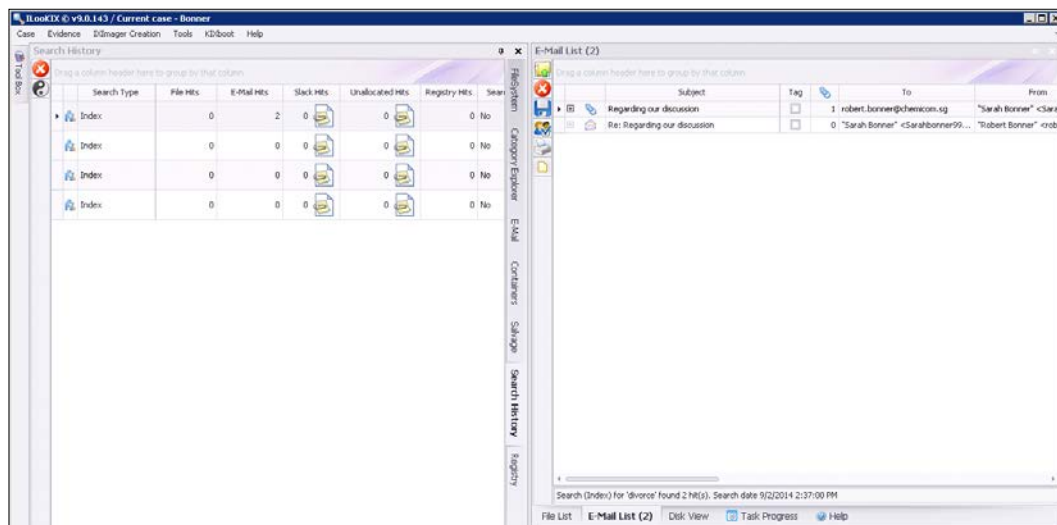 ILooKIX © v9.0.143 / Current case - Bonner
Case Evidence IXImager Creation Tools KDiboot Help
Tool Box
Search History
Drag a column header here to group by that column
Search Type File Hits E-Mail Hits Slack Hits Unallocated Hits Registry Hits Sear
Index 0 2 0 0 0 No
Index 0 0 0 0 0 No
Index 0 0 0 0 0 No
Index 0 0 0 0 0 No
FileSystem
Category Explorer
E-Mail
Containers
Salvage
Search History
Registry
E-Mail List (2)
Drag a column header here to group by that column
Subject Tag To From
Regarding our discussion 1 robert.bonner@chemicom.sg "Sarah Bonner" <Sara
Re: Regarding our discussion 0 "Sarah Bonner" <Sarahbonner99... "Robert Bonner" <rob
Search (Index) for 'divorce' found 2 hit(s). Search date 9/2/2014 2:37:00 PM
File List E-Mail List (2) Disk View Task Progress Help